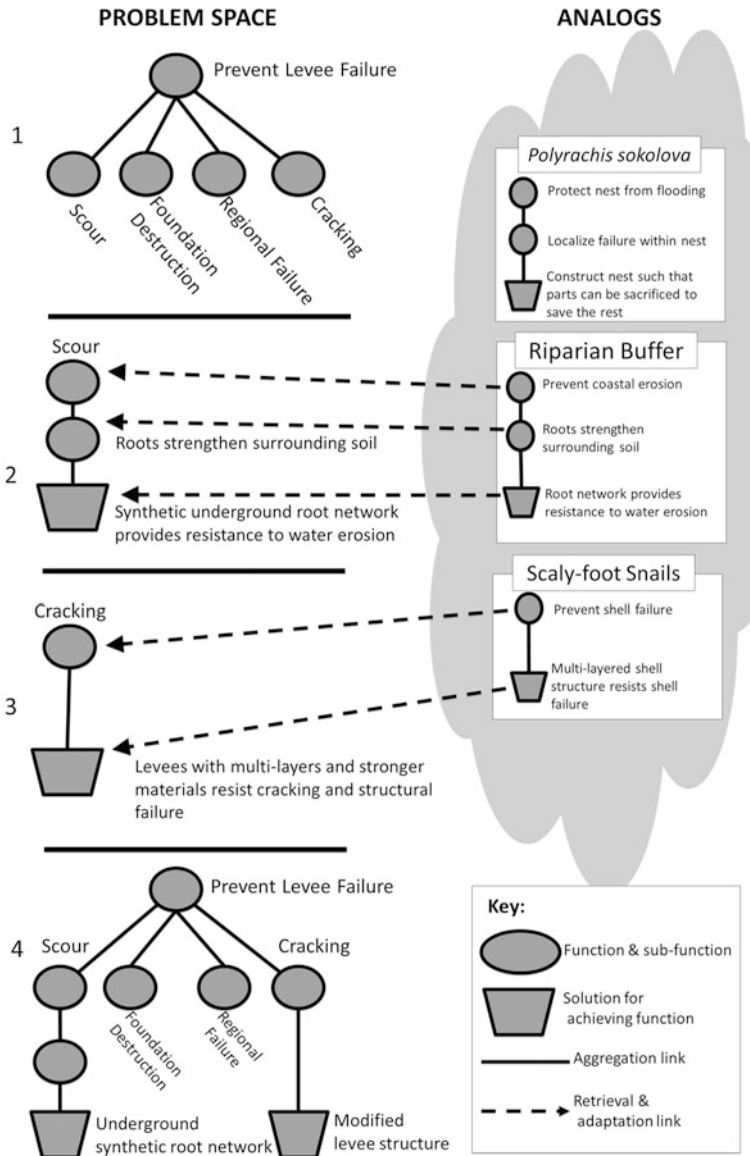 PROBLEM SPACE
ANALOGS
1
Prevent Levee Failure
Scour
Foundation
Destruction
Regional Failure
Cracking
Polyrachis sokolova
Protect nest from flooding
Localize failure within nest
Construct nest such that
parts can be sacrificed to
save the rest
2
Scour
Roots strengthen surrounding soil
Synthetic underground root network
provides resistance to water erosion
Riparian Buffer
Prevent coastal erosion
Roots strengthen
surrounding soil
Root network provides
resistance to water erosion
3
Cracking
Levees with multi-layers and stronger
materials resist cracking and structural
failure
Scaly-foot Snails
Prevent shell failure
Multi-layered shell
structure resists shell
failure
4
Prevent Levee Failure
Scour
Foundation
Destruction
Regional
Failure
Cracking
Underground
synthetic root network
Modified
levee structure
Key:
Function & sub-function
Solution for
achieving function
Aggregation link
Retrieval &
adaptation link